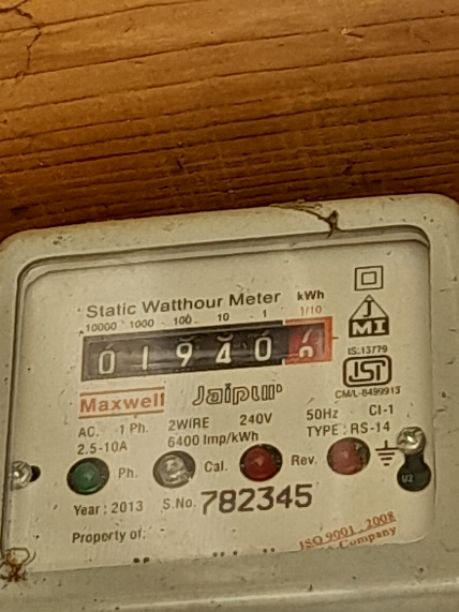 Static Watthour Meter kWh
10000 1000 100 10 1 1/10
0 1 9 4 0
J
MI
IS:13779
ISI
CM/L-8499913
Maxwell Jaipur
AC. 1 Ph. 2WIRE 240V 50Hz Cl-1
2.5-10A 6400 Imp/kWh TYPE: RS-14
Ph. Cal. Rev.
Year : 2013 S.No. 782345
Property of:
ISO 9001 : 2008
Company